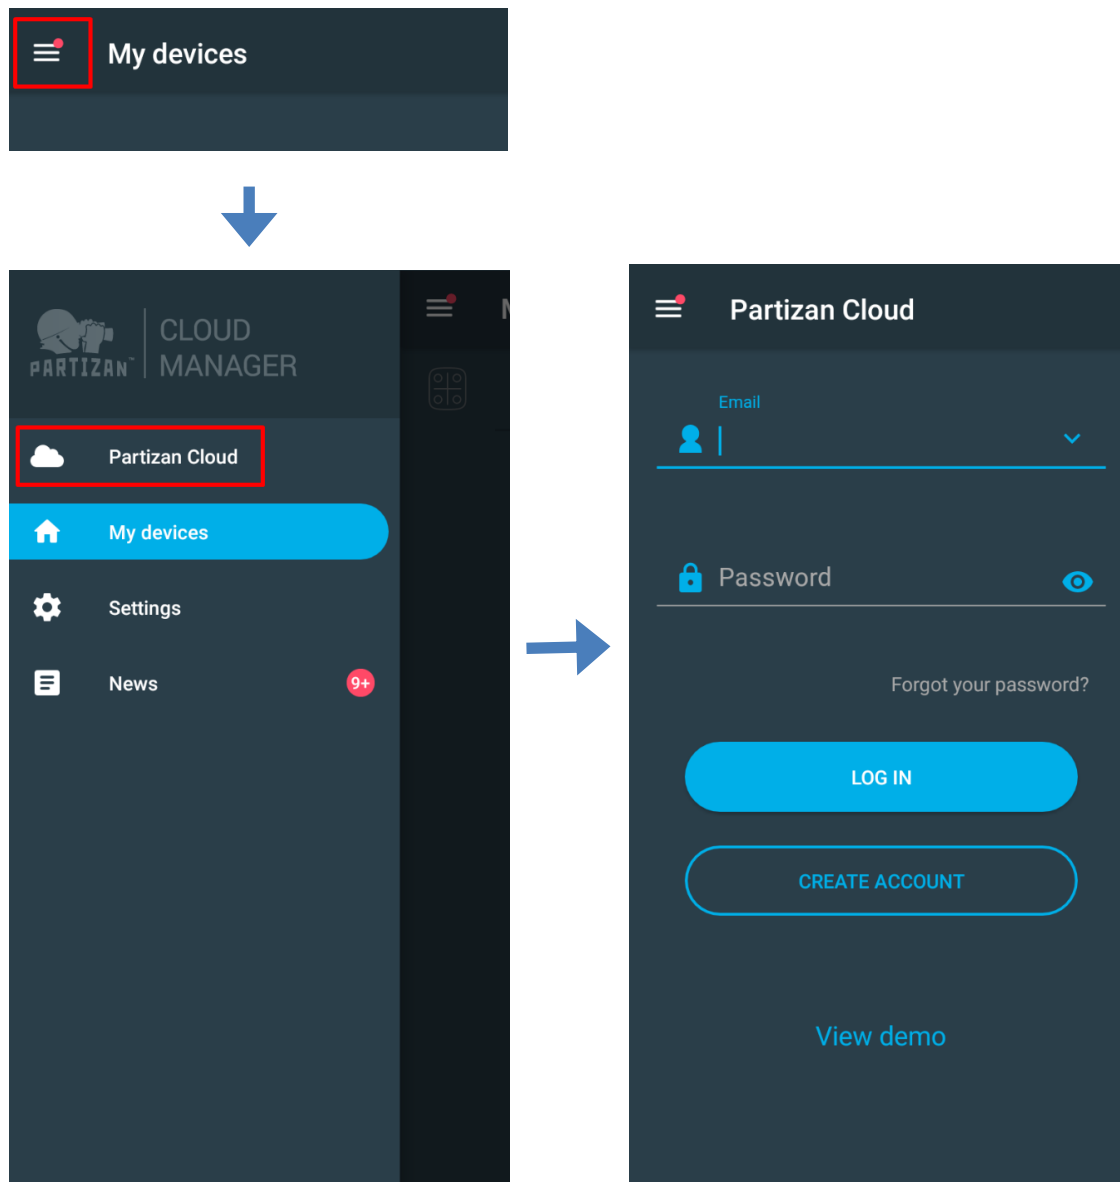 My devices
PARTIZAN™
CLOUD
MANAGER
M
Partizan Cloud
My devices
Settings
News
9+
Partizan Cloud
Email
Password
Forgot your password?
LOG IN
CREATE ACCOUNT
View demo